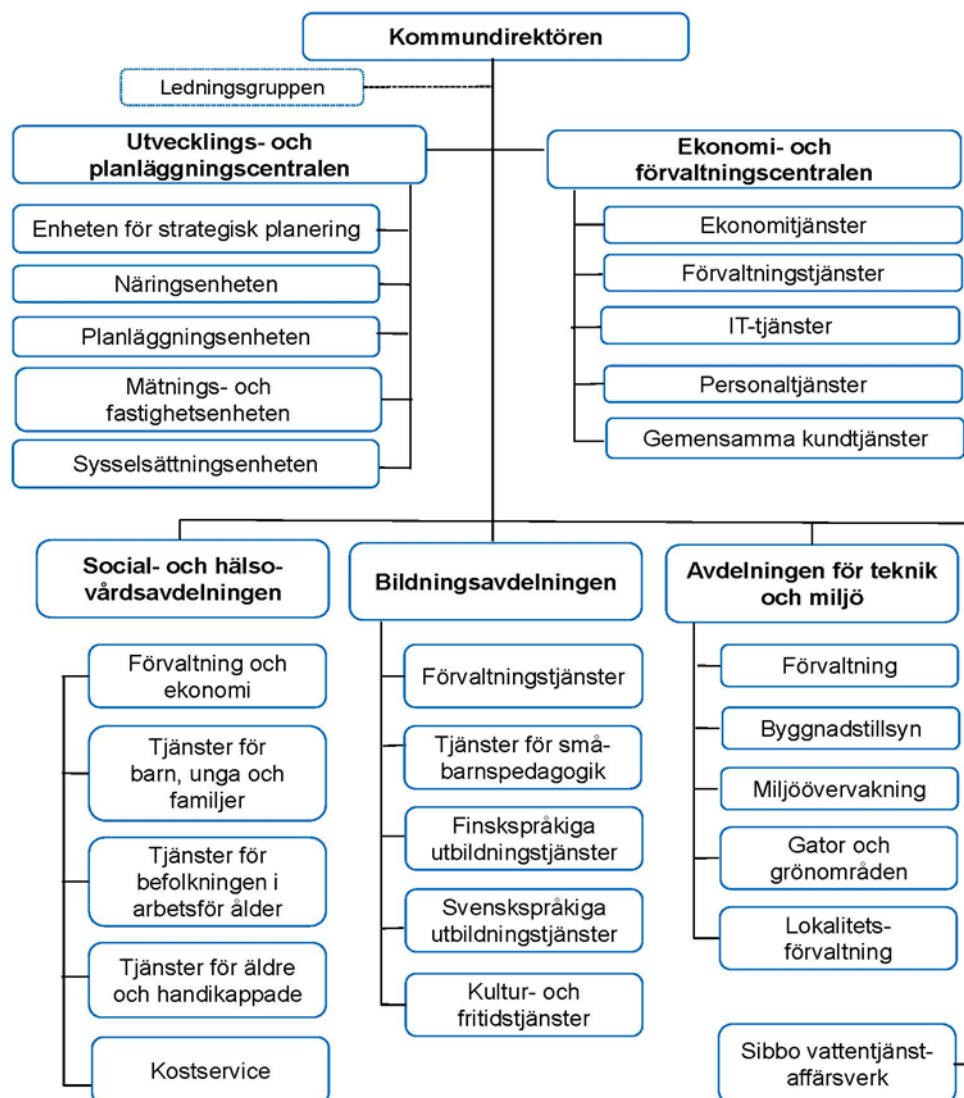 Kommundirektören
Ledningsgruppen
Utvecklings- och
planläggningscentralen
Enheten för strategisk planering
Näringsenheten
Planläggningsenheten
Mätnings- och
fastighetsenheten
Sysselsättningsenheten
Ekonomi- och
förvaltningscentralen
Ekonomitjänster
Förvaltningstjänster
IT-tjänster
Personaltjänster
Gemensamma kundtjänster
Social- och hälso-
vårdsavdelningen
Förvaltning och
ekonomi
Tjänster för
barn, unga och
familjer
Tjänster för
befolkningen i
arbetsför ålder
Tjänster för äldre
och handikappade
Kostservice
Bildningsavdelningen
Förvaltningstjänster
Tjänster för små-
barnspedagogik
Finskspråkiga
utbildningstjänster
Svenskspråkiga
utbildningstjänster
Kultur- och
fritidstjänster
Avdelningen för teknik
och miljö
Förvaltning
Byggnadstillsyn
Miljöövervakning
Gator och
grönområden
Lokalitets-
förvaltning
Sibbo vattentjänst-
affärsverk